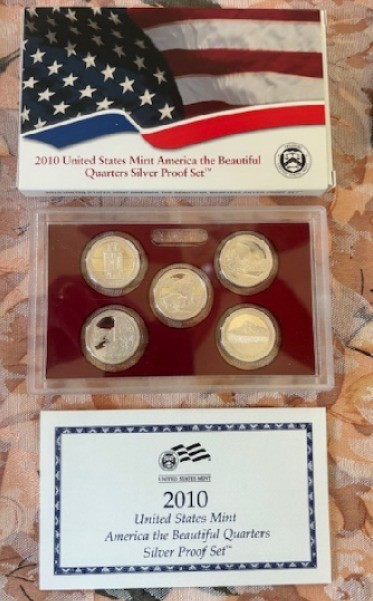 2010 United States Mint America the Beautiful
Quarters Silver Proof Set™
UNITED STATES MINT
2010
United States Mint
America the Beautiful Quarters
Silver Proof Set™